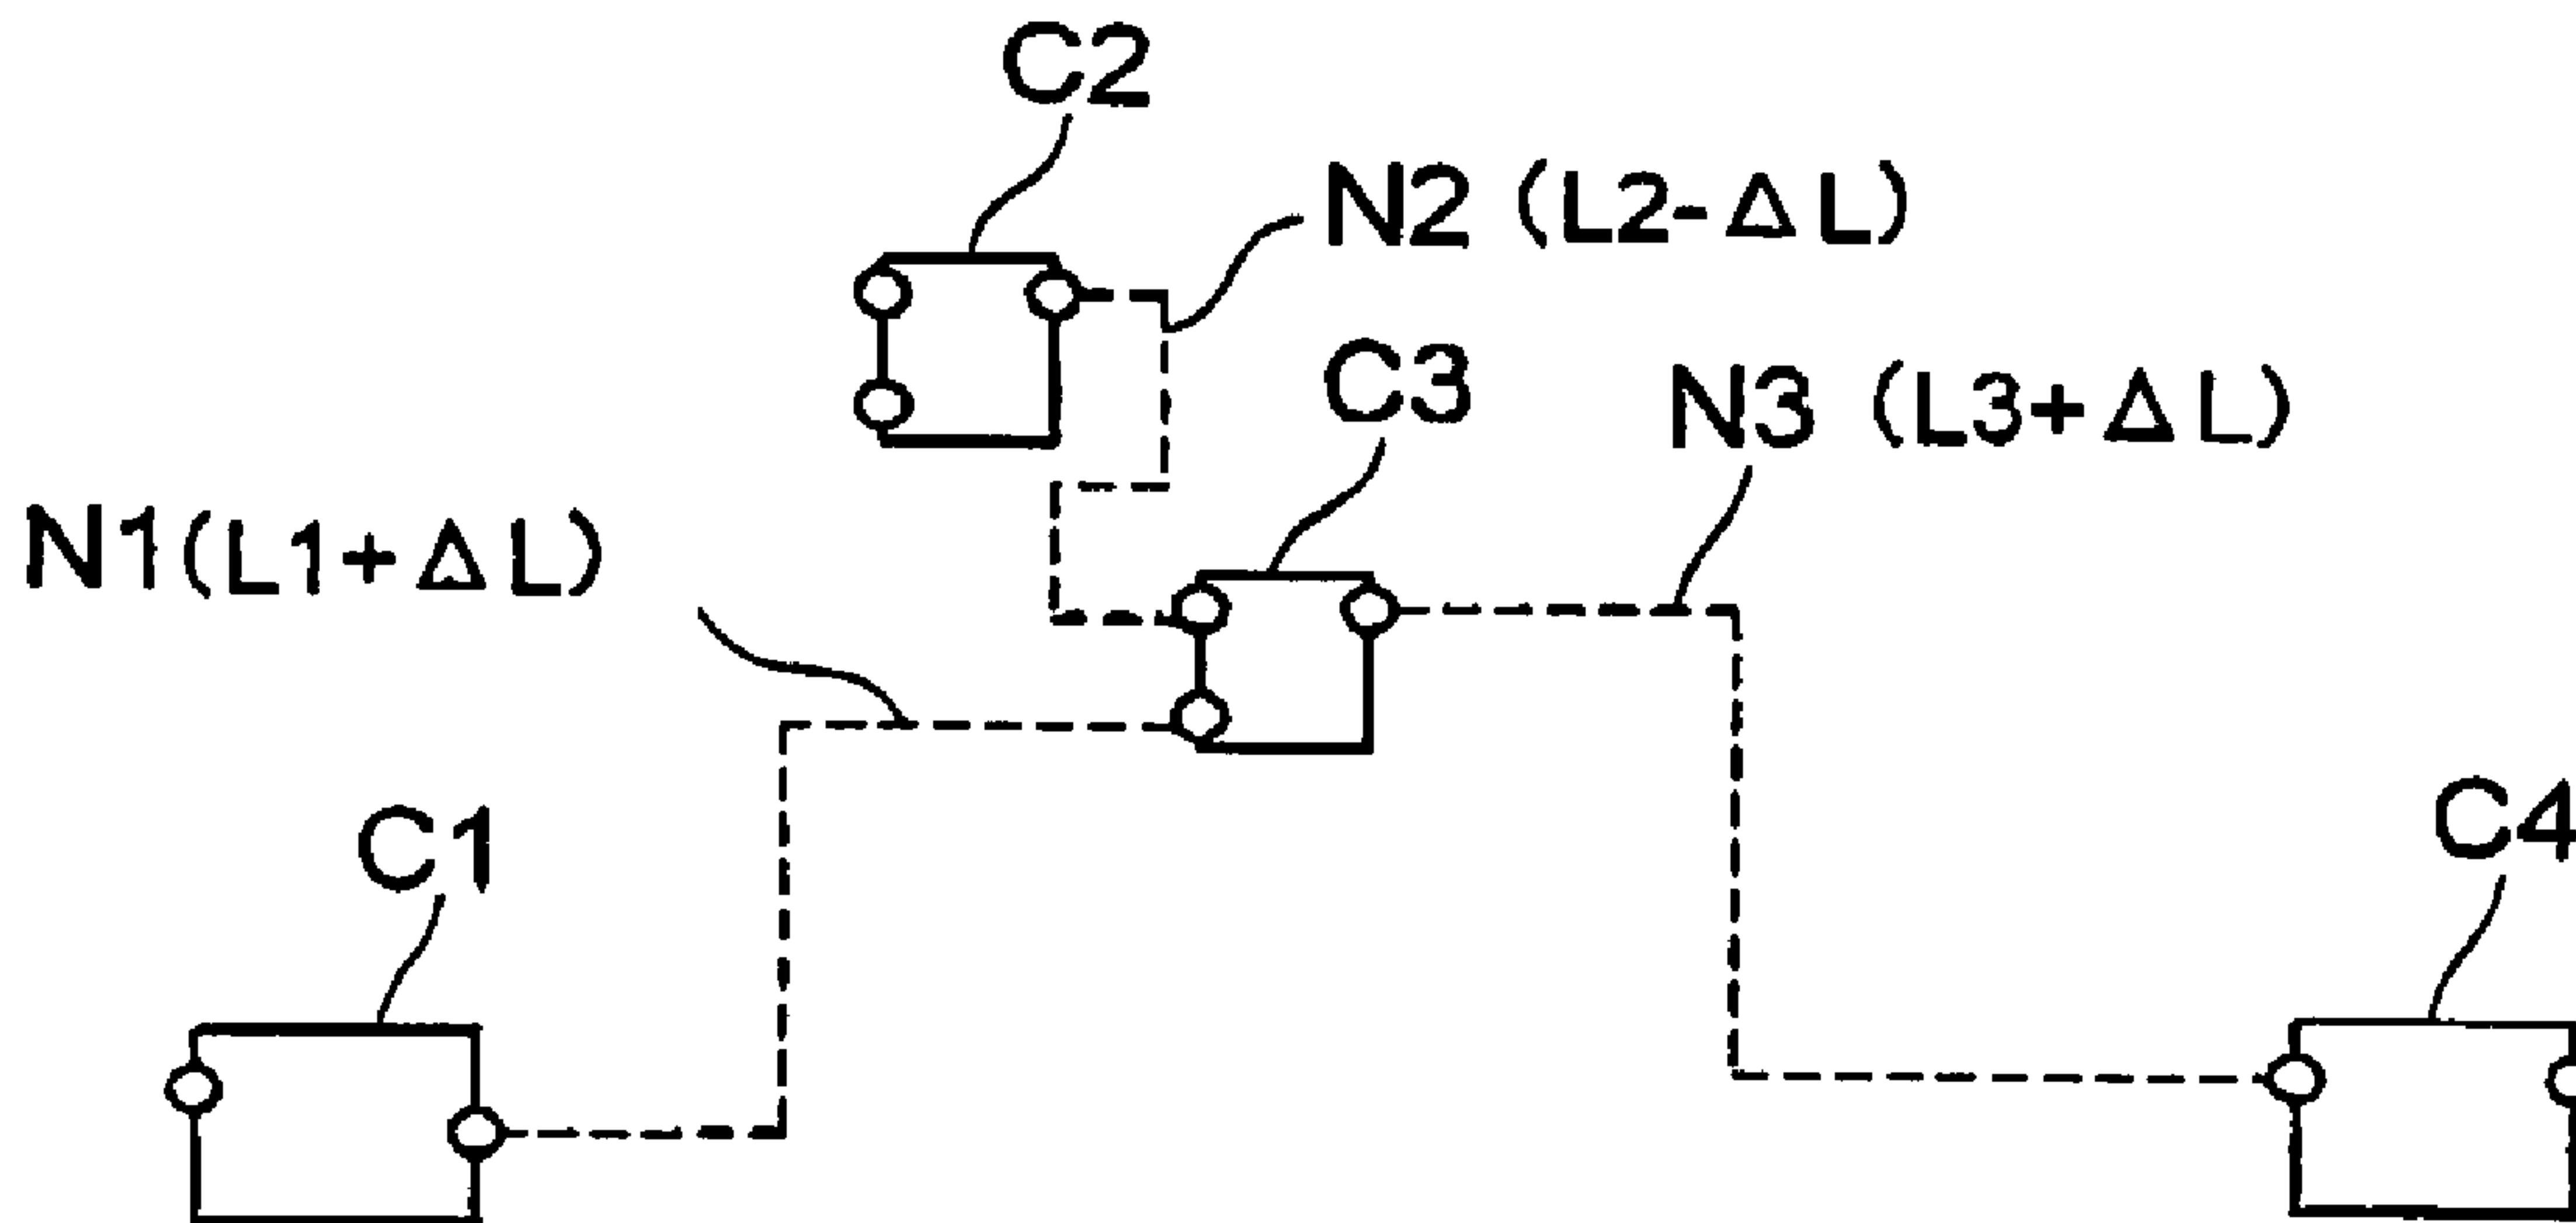 C2
N2 (L2-ΔL)
C3
N3 (L3+ΔL)
N1(L1+ΔL)
C1
C4